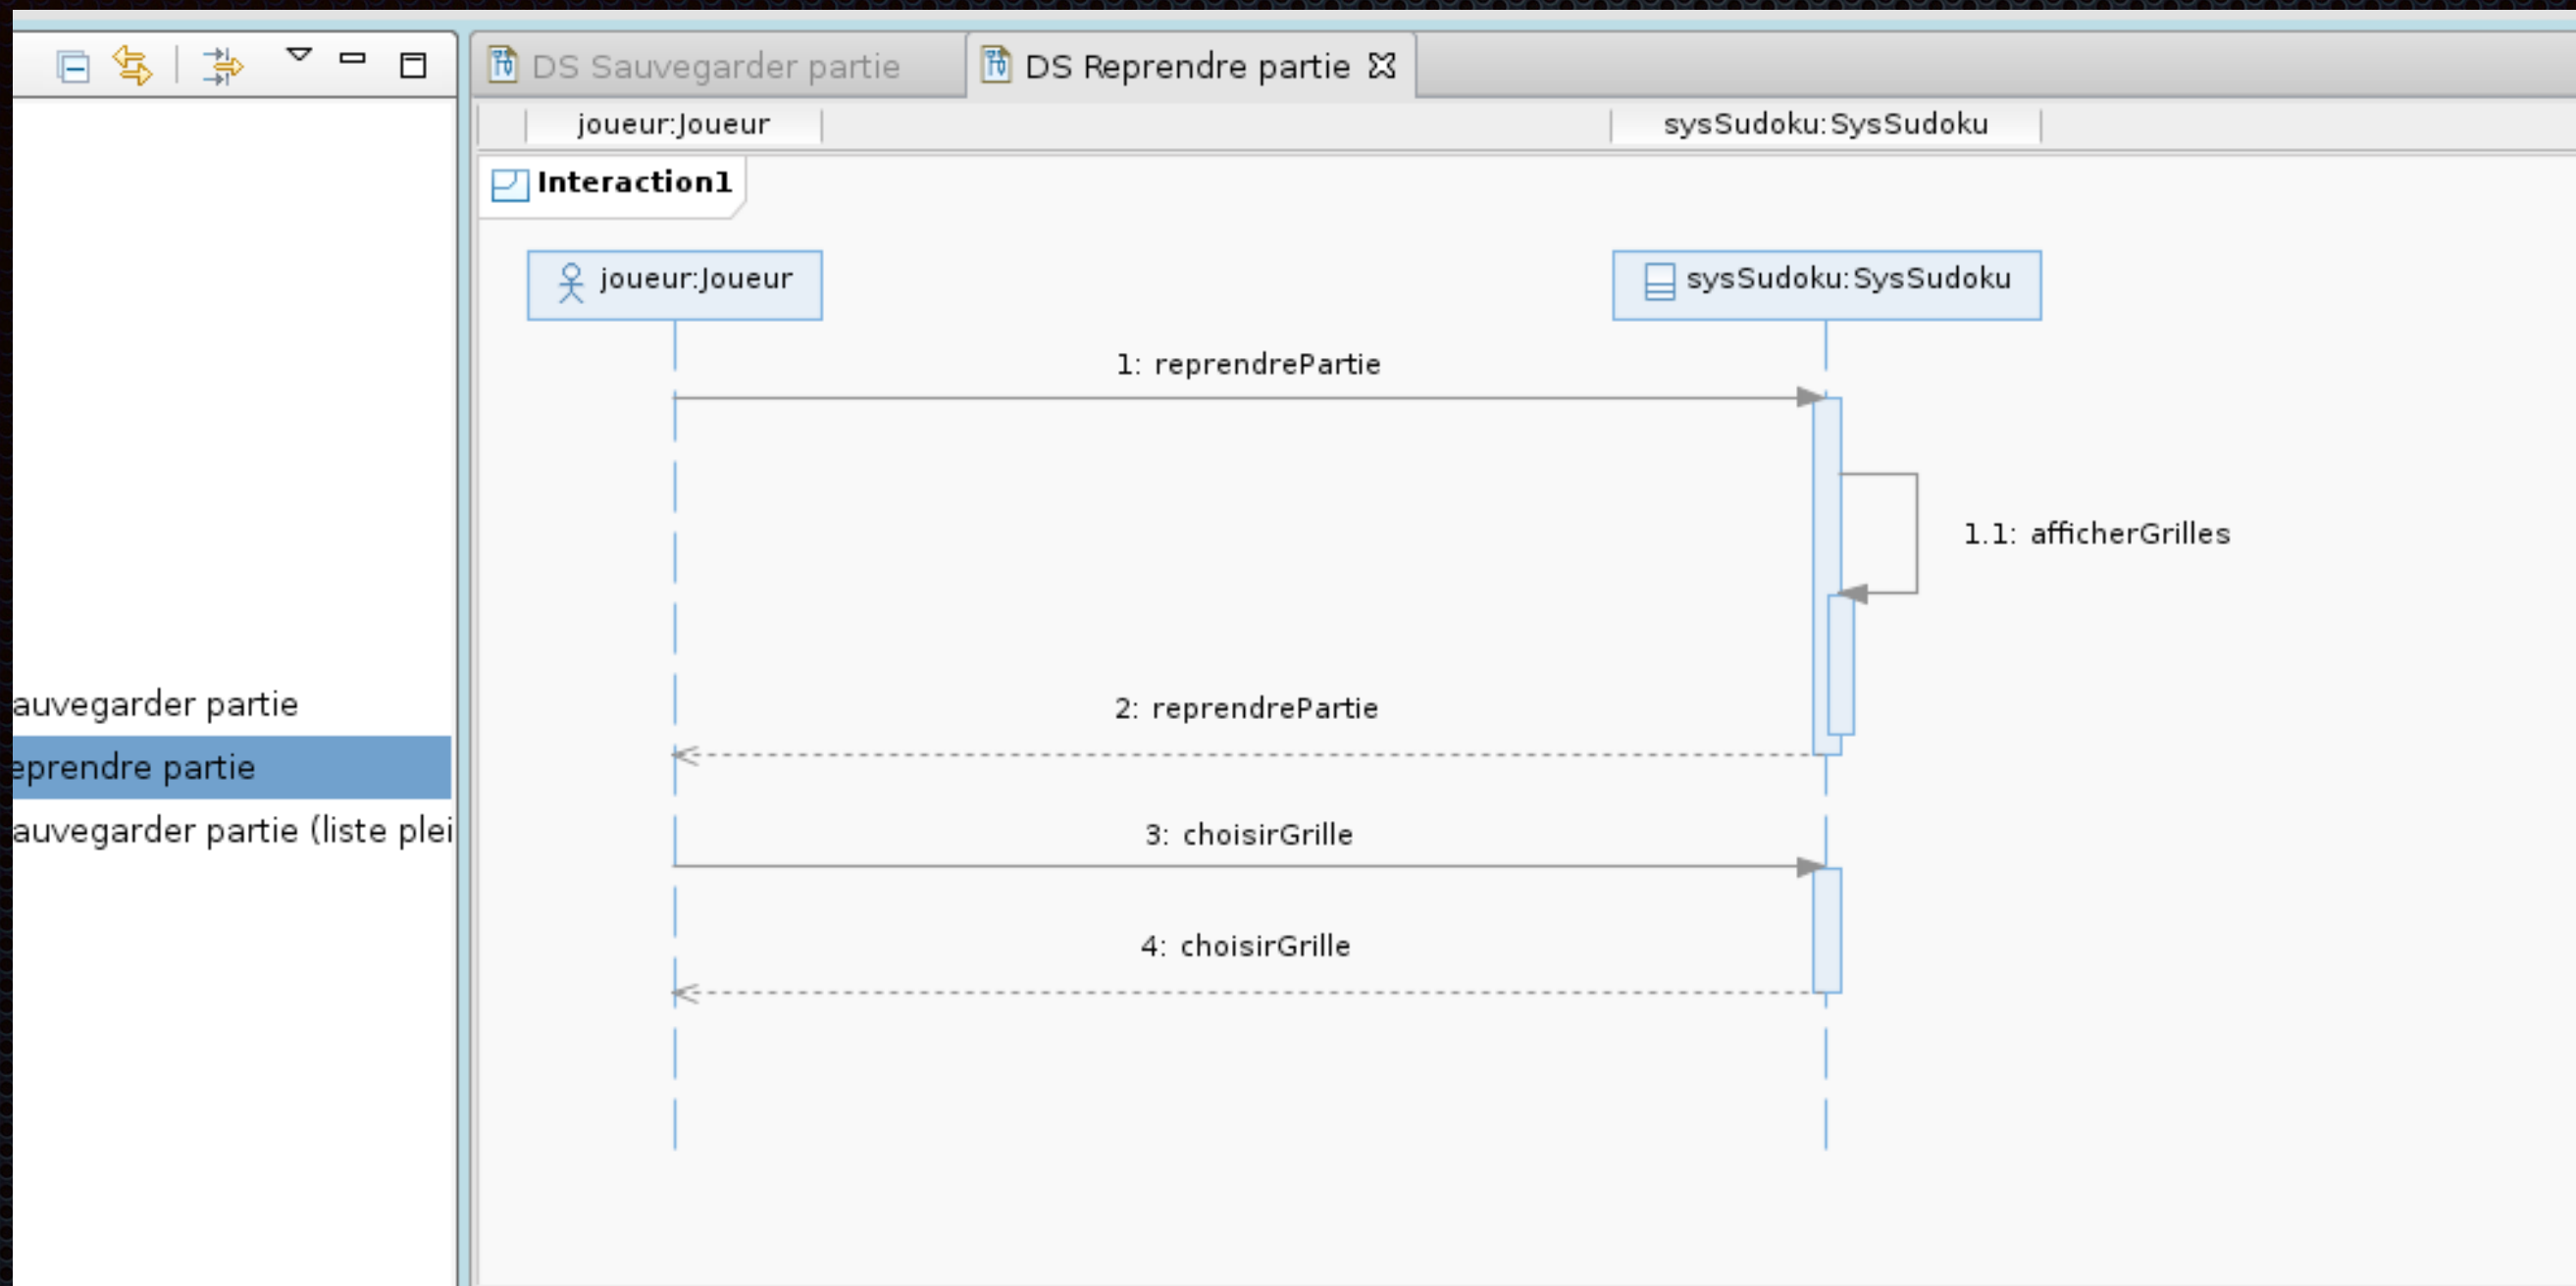 DS Sauvegarder partie
DS Reprendre partie
joueur:Joueur
sysSudoku:SysSudoku
Interaction1
joueur:Joueur
sysSudoku:SysSudoku
1: reprendrePartie
1.1: afficherGrilles
2: reprendrePartie
3: choisirGrille
4: choisirGrille
auvegarder partie
eprendre partie
auvegarder partie (liste plei